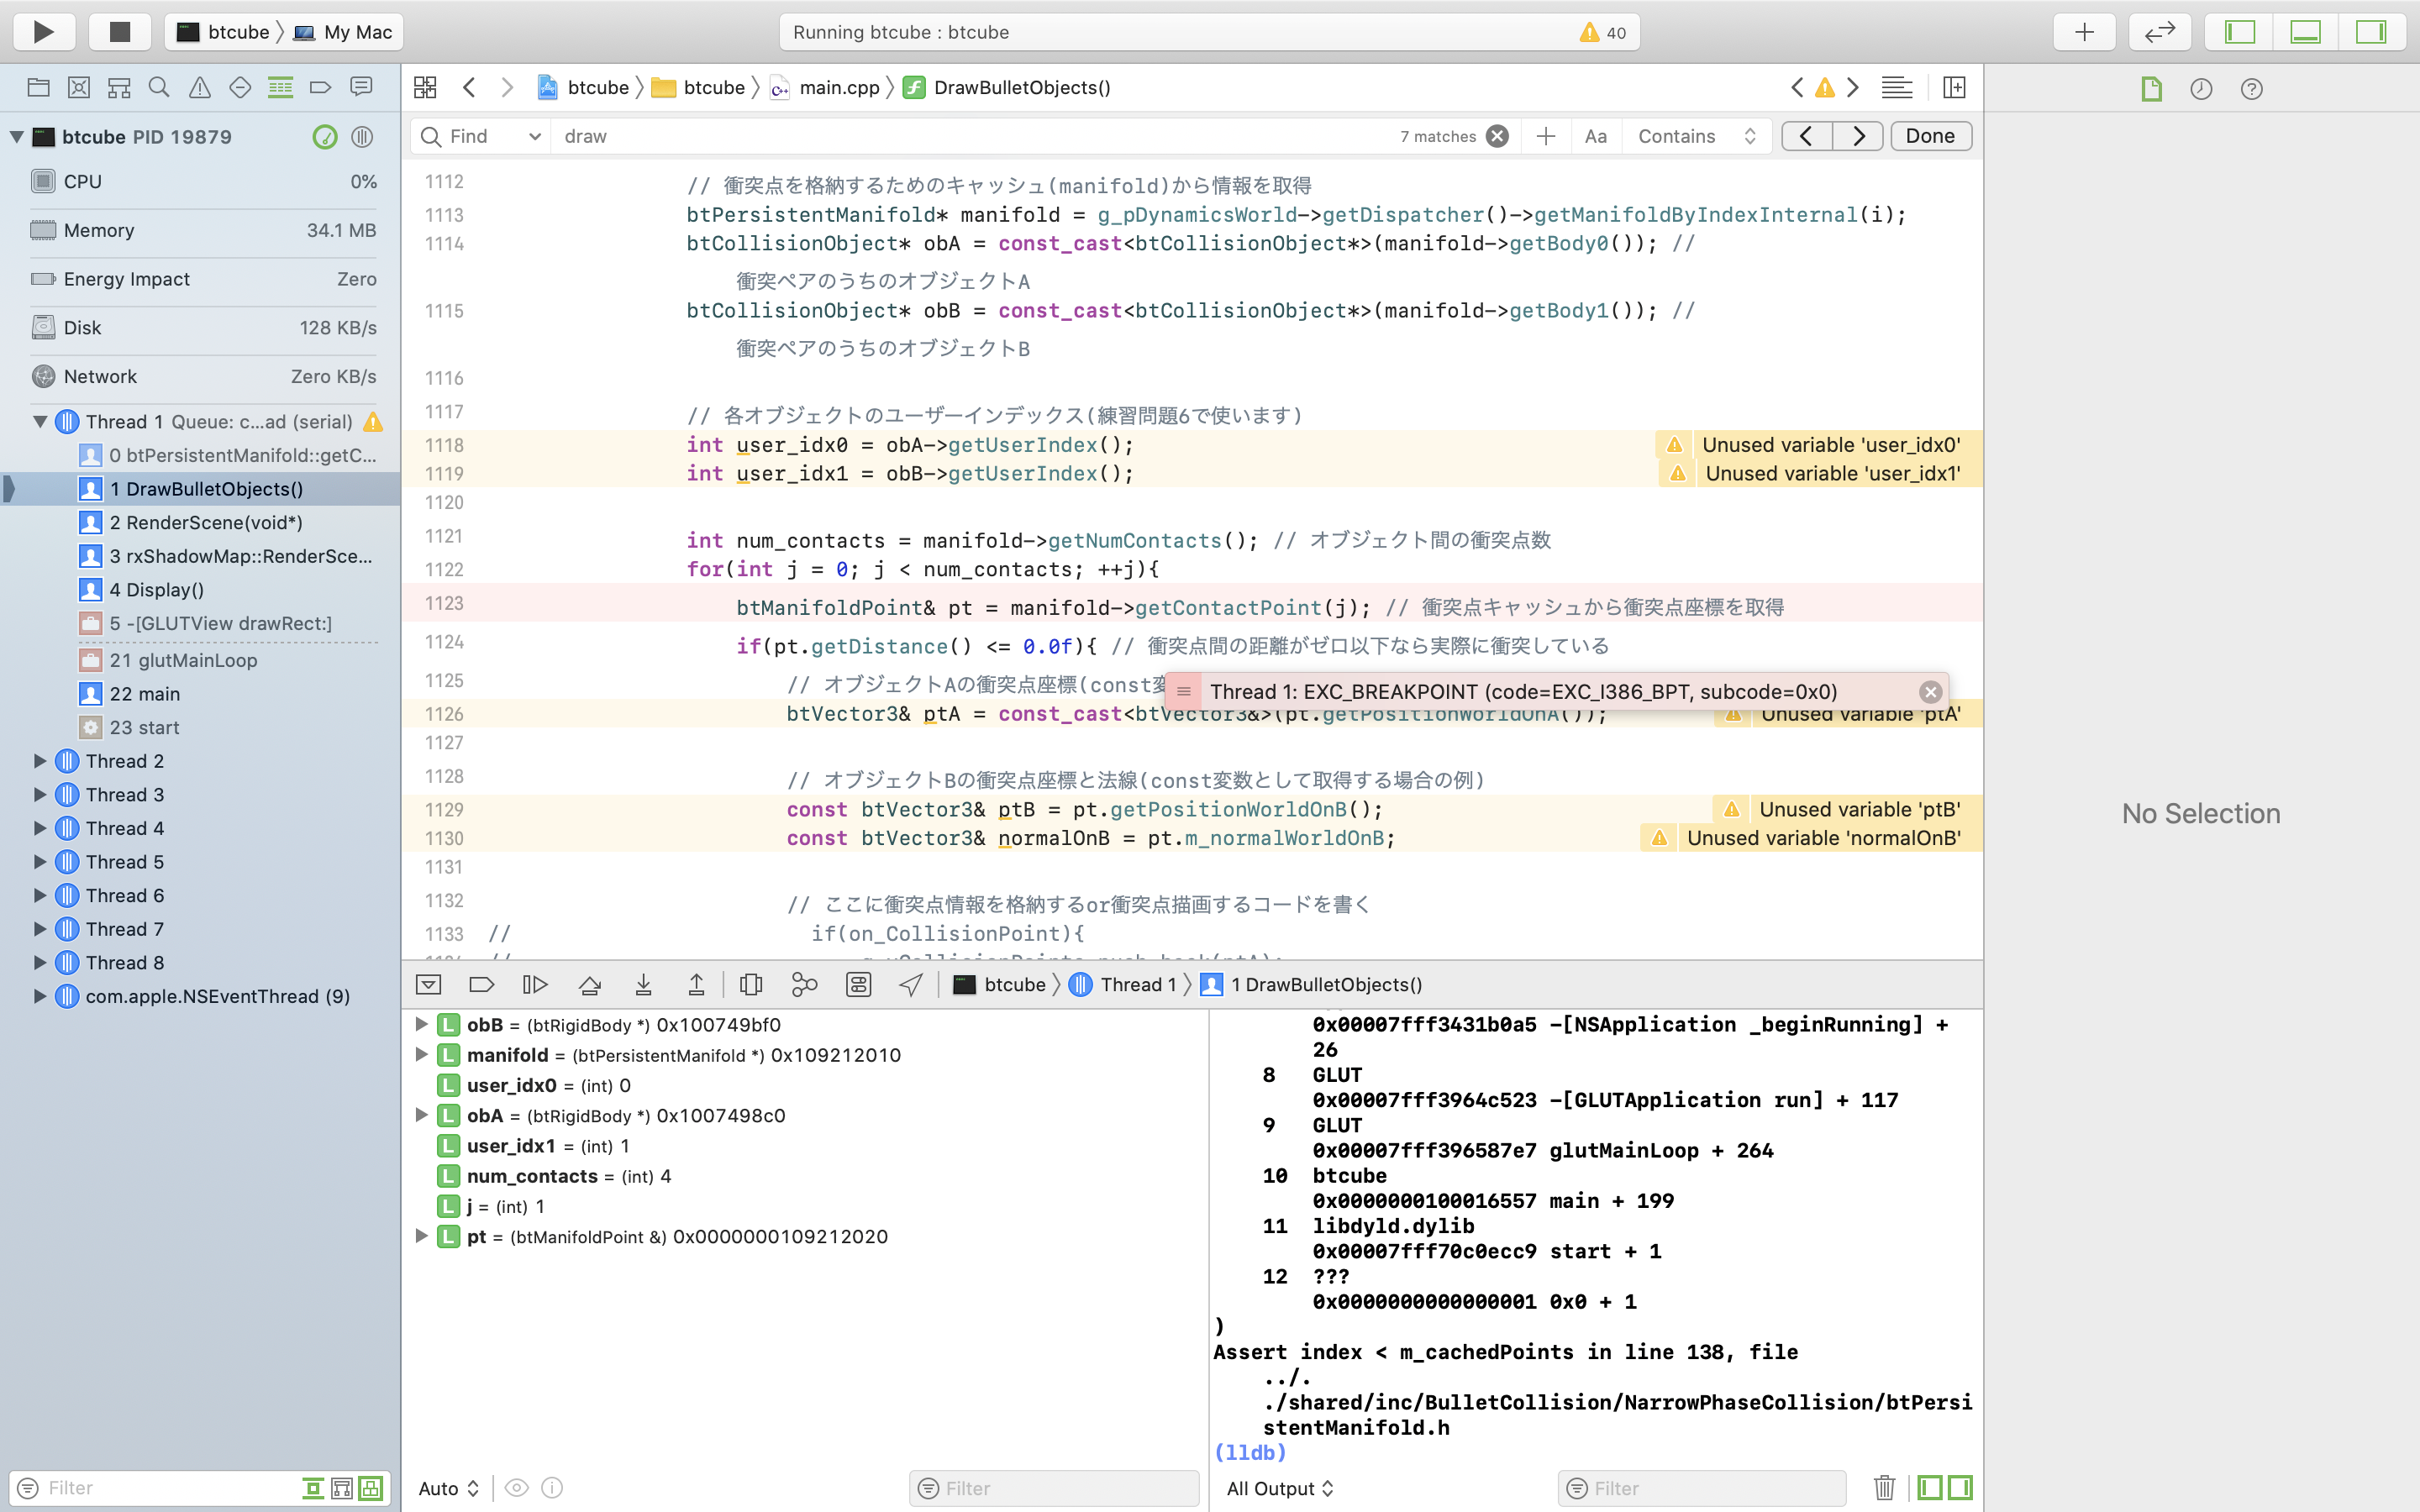 btcube
My Mac
Running btcube : btcube
40
btcube
btcube
main.cpp
DrawBulletObjects()
Find
draw
7 matches
Aa
Contains
Done
btcube PID 19879
CPU 0%
Memory 34.1 MB
Energy Impact Zero
Disk 128 KB/s
Network Zero KB/s
Thread 1 Queue: c...ad (serial)
0 btPersistentManifold::getC...
1 DrawBulletObjects()
2 RenderScene(void*)
3 rxShadowMap::RenderSce...
4 Display()
5 -[GLUTView drawRect:]
21 glutMainLoop
22 main
23 start
Thread 2
Thread 3
Thread 4
Thread 5
Thread 6
Thread 7
Thread 8
com.apple.NSEventThread (9)
Filter
1112 // 衝突点を格納するためのキャッシュ(manifold)から情報を取得
1113 btPersistentManifold* manifold = g_pDynamicsWorld->getDispatcher()->getManifoldByIndexInternal(i);
1114 btCollisionObject* obA = const_cast<btCollisionObject*>(manifold->getBody0()); //
衝突ペアのうちのオブジェクトA
1115 btCollisionObject* obB = const_cast<btCollisionObject*>(manifold->getBody1()); //
衝突ペアのうちのオブジェクトB
1116
1117 // 各オブジェクトのユーザーインデックス(練習問題6で使います)
1118 int user_idx0 = obA->getUserIndex(); Unused variable 'user_idx0'
1119 int user_idx1 = obB->getUserIndex(); Unused variable 'user_idx1'
1120
1121 int num_contacts = manifold->getNumContacts(); // オブジェクト間の衝突点数
1122 for(int j = 0; j < num_contacts; ++j){
1123 btManifoldPoint& pt = manifold->getContactPoint(j); // 衝突点キャッシュから衝突点座標を取得
1124 if(pt.getDistance() <= 0.0f){ // 衝突点間の距離がゼロ以下なら実際に衝突している
1125 // オブジェクトAの衝突点座標(const変
Thread 1: EXC_BREAKPOINT (code=EXC_I386_BPT, subcode=0x0)
1126 btVector3& ptA = const_cast<btVector3&>(pt.getPositionWorldOnA()); Unused variable 'ptA'
1127
1128 // オブジェクトBの衝突点座標と法線(const変数として取得する場合の例)
1129 const btVector3& ptB = pt.getPositionWorldOnB(); Unused variable 'ptB'
1130 const btVector3& normalOnB = pt.m_normalWorldOnB; Unused variable 'normalOnB'
1131
1132 // ここに衝突点情報を格納するor衝突点描画するコードを書く
1133 // if(on_CollisionPoint){
btcube
Thread 1
1 DrawBulletObjects()
L obB = (btRigidBody *) 0x100749bf0
L manifold = (btPersistentManifold *) 0x109212010
L user_idx0 = (int) 0
L obA = (btRigidBody *) 0x1007498c0
L user_idx1 = (int) 1
L num_contacts = (int) 4
L j = (int) 1
L pt = (btManifoldPoint &) 0x0000000109212020
Auto
Filter
0x00007fff3431b0a5 -[NSApplication _beginRunning] +
26
8 GLUT
0x00007fff3964c523 -[GLUTApplication run] + 117
9 GLUT
0x00007fff396587e7 glutMainLoop + 264
10 btcube
0x0000000100016557 main + 199
11 libdyld.dylib
0x00007fff70c0ecc9 start + 1
12 ???
0x0000000000000001 0x0 + 1
)
Assert index < m_cachedPoints in line 138, file
../.
./shared/inc/BulletCollision/NarrowPhaseCollision/btPersi
stentManifold.h
(lldb)
All Output
Filter
No Selection